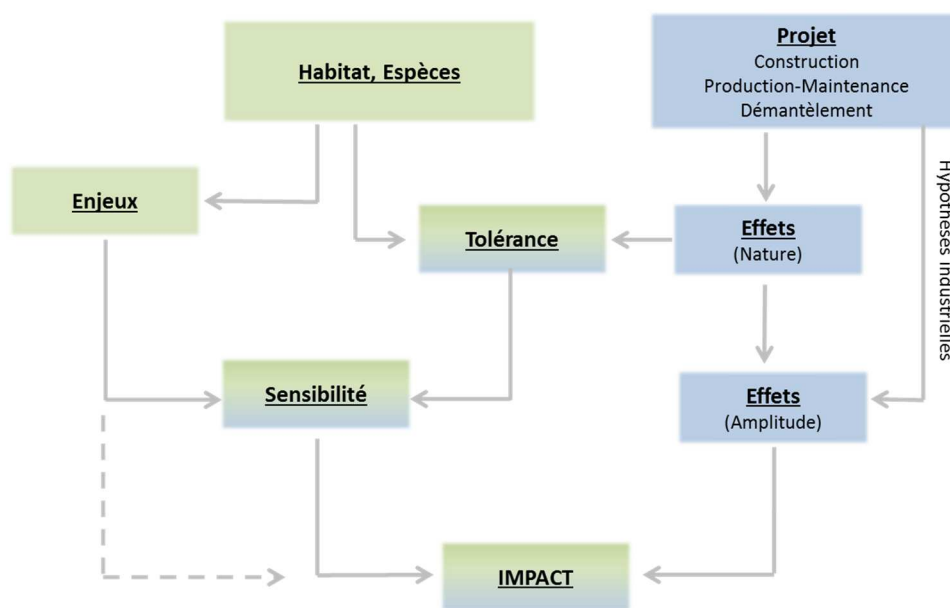 Habitat, Espèces
Projet
Construction
Production-Maintenance
Démantèlement
Enjeux
Tolérance
Effets
(Nature)
Hypothèses industrielles
Sensibilité
Effets
(Amplitude)
IMPACT